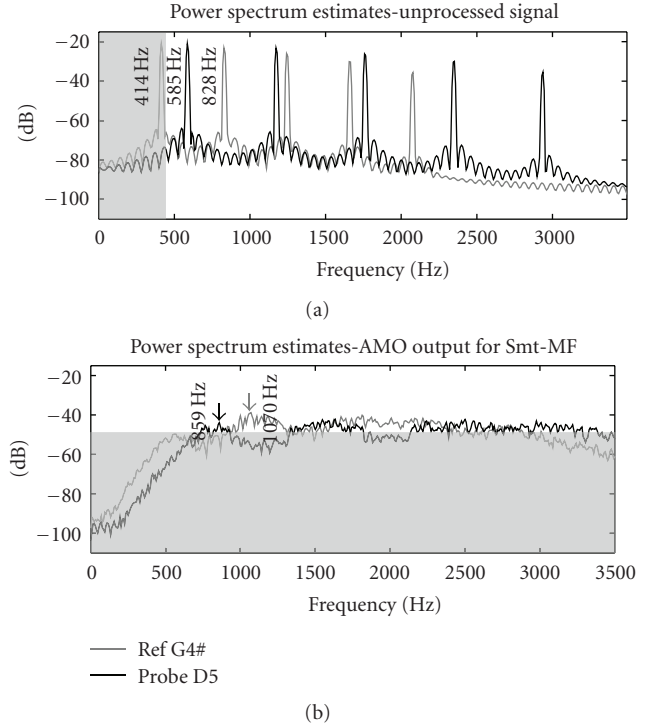 Power spectrum estimates-unprocessed signal
−20
−40
−60
−80
−100
(dB)
414 Hz
585 Hz
828 Hz
0 500 1000 1500 2000 2500 3000
Frequency (Hz)
(a)
Power spectrum estimates-AMO output for Smt-MF
−20
−40
−60
−80
−100
(dB)
859 Hz
1070 Hz
0 500 1000 1500 2000 2500 3000 3500
Frequency (Hz)
Ref G4#
Probe D5
(b)